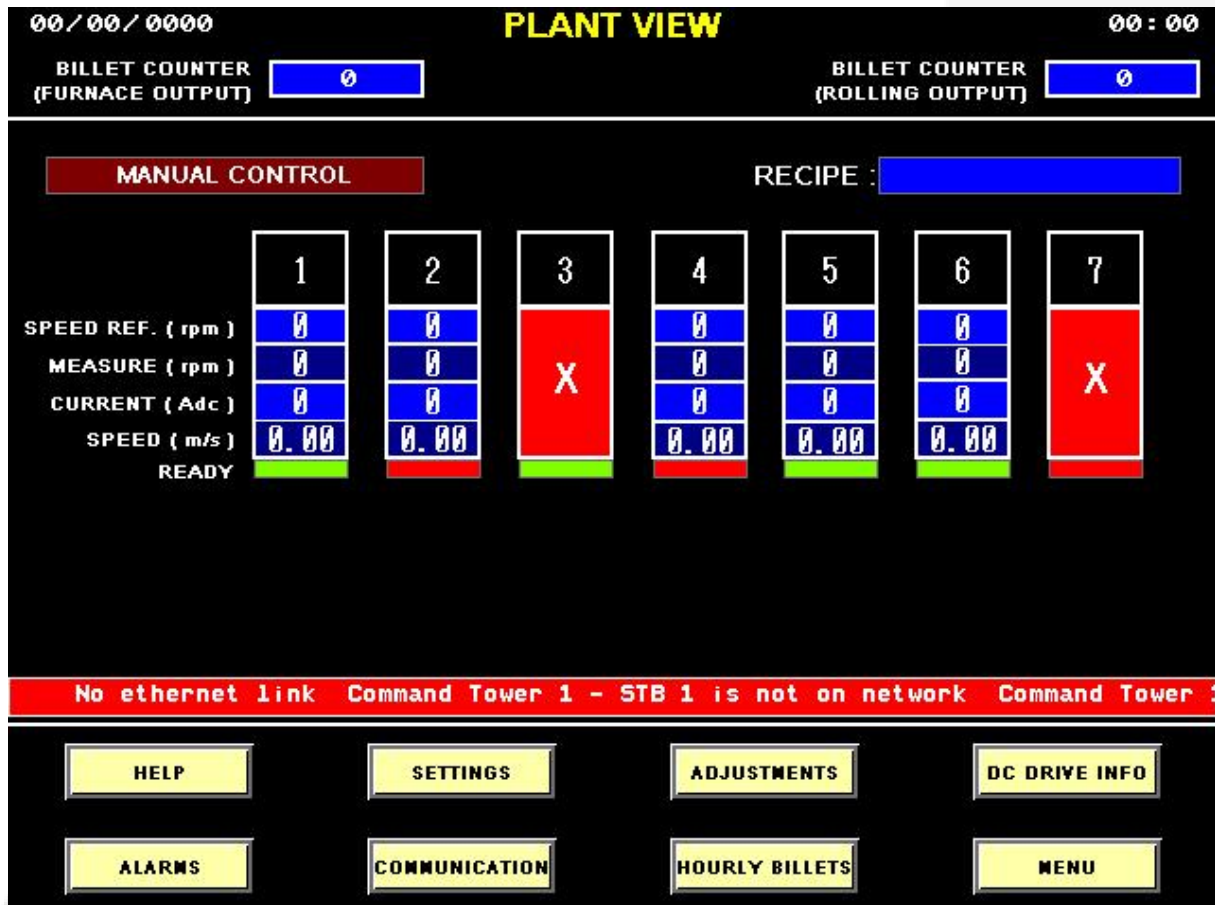 00/00/0000 PLANT VIEW 00:00
BILLET COUNTER
(FURNACE OUTPUT) 0
BILLET COUNTER
(ROLLING OUTPUT) 0
MANUAL CONTROL RECIPE :
1 2 3 4 5 6 7
SPEED REF. ( rpm ) 0 0 0 0 0
MEASURE ( rpm ) 0 0 X 0 0 0 X
CURRENT ( Adc ) 0 0 0 0 0
SPEED ( m/s ) 0.00 0.00 0.00 0.00 0.00
READY
No ethernet link Command Tower 1 - STB 1 is not on network Command Tower
HELP SETTINGS ADJUSTMENTS DC DRIVE INFO
ALARMS COMMUNICATION HOURLY BILLETS MENU